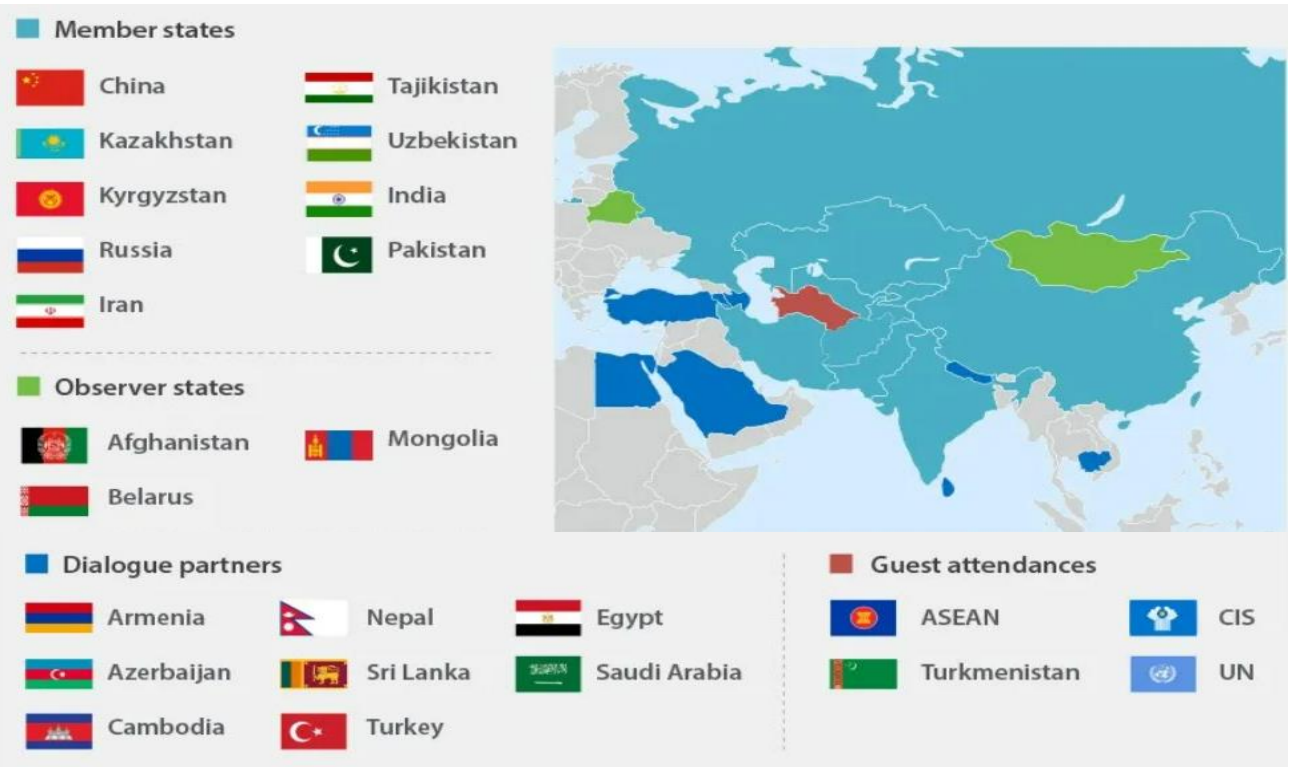 Member states
China
Tajikistan
Kazakhstan
Uzbekistan
Kyrgyzstan
India
Russia
Pakistan
Iran
Observer states
Afghanistan
Mongolia
Belarus
Dialogue partners
Armenia
Nepal
Egypt
Azerbaijan
Sri Lanka
Saudi Arabia
Cambodia
Turkey
Guest attendances
ASEAN
CIS
Turkmenistan
UN